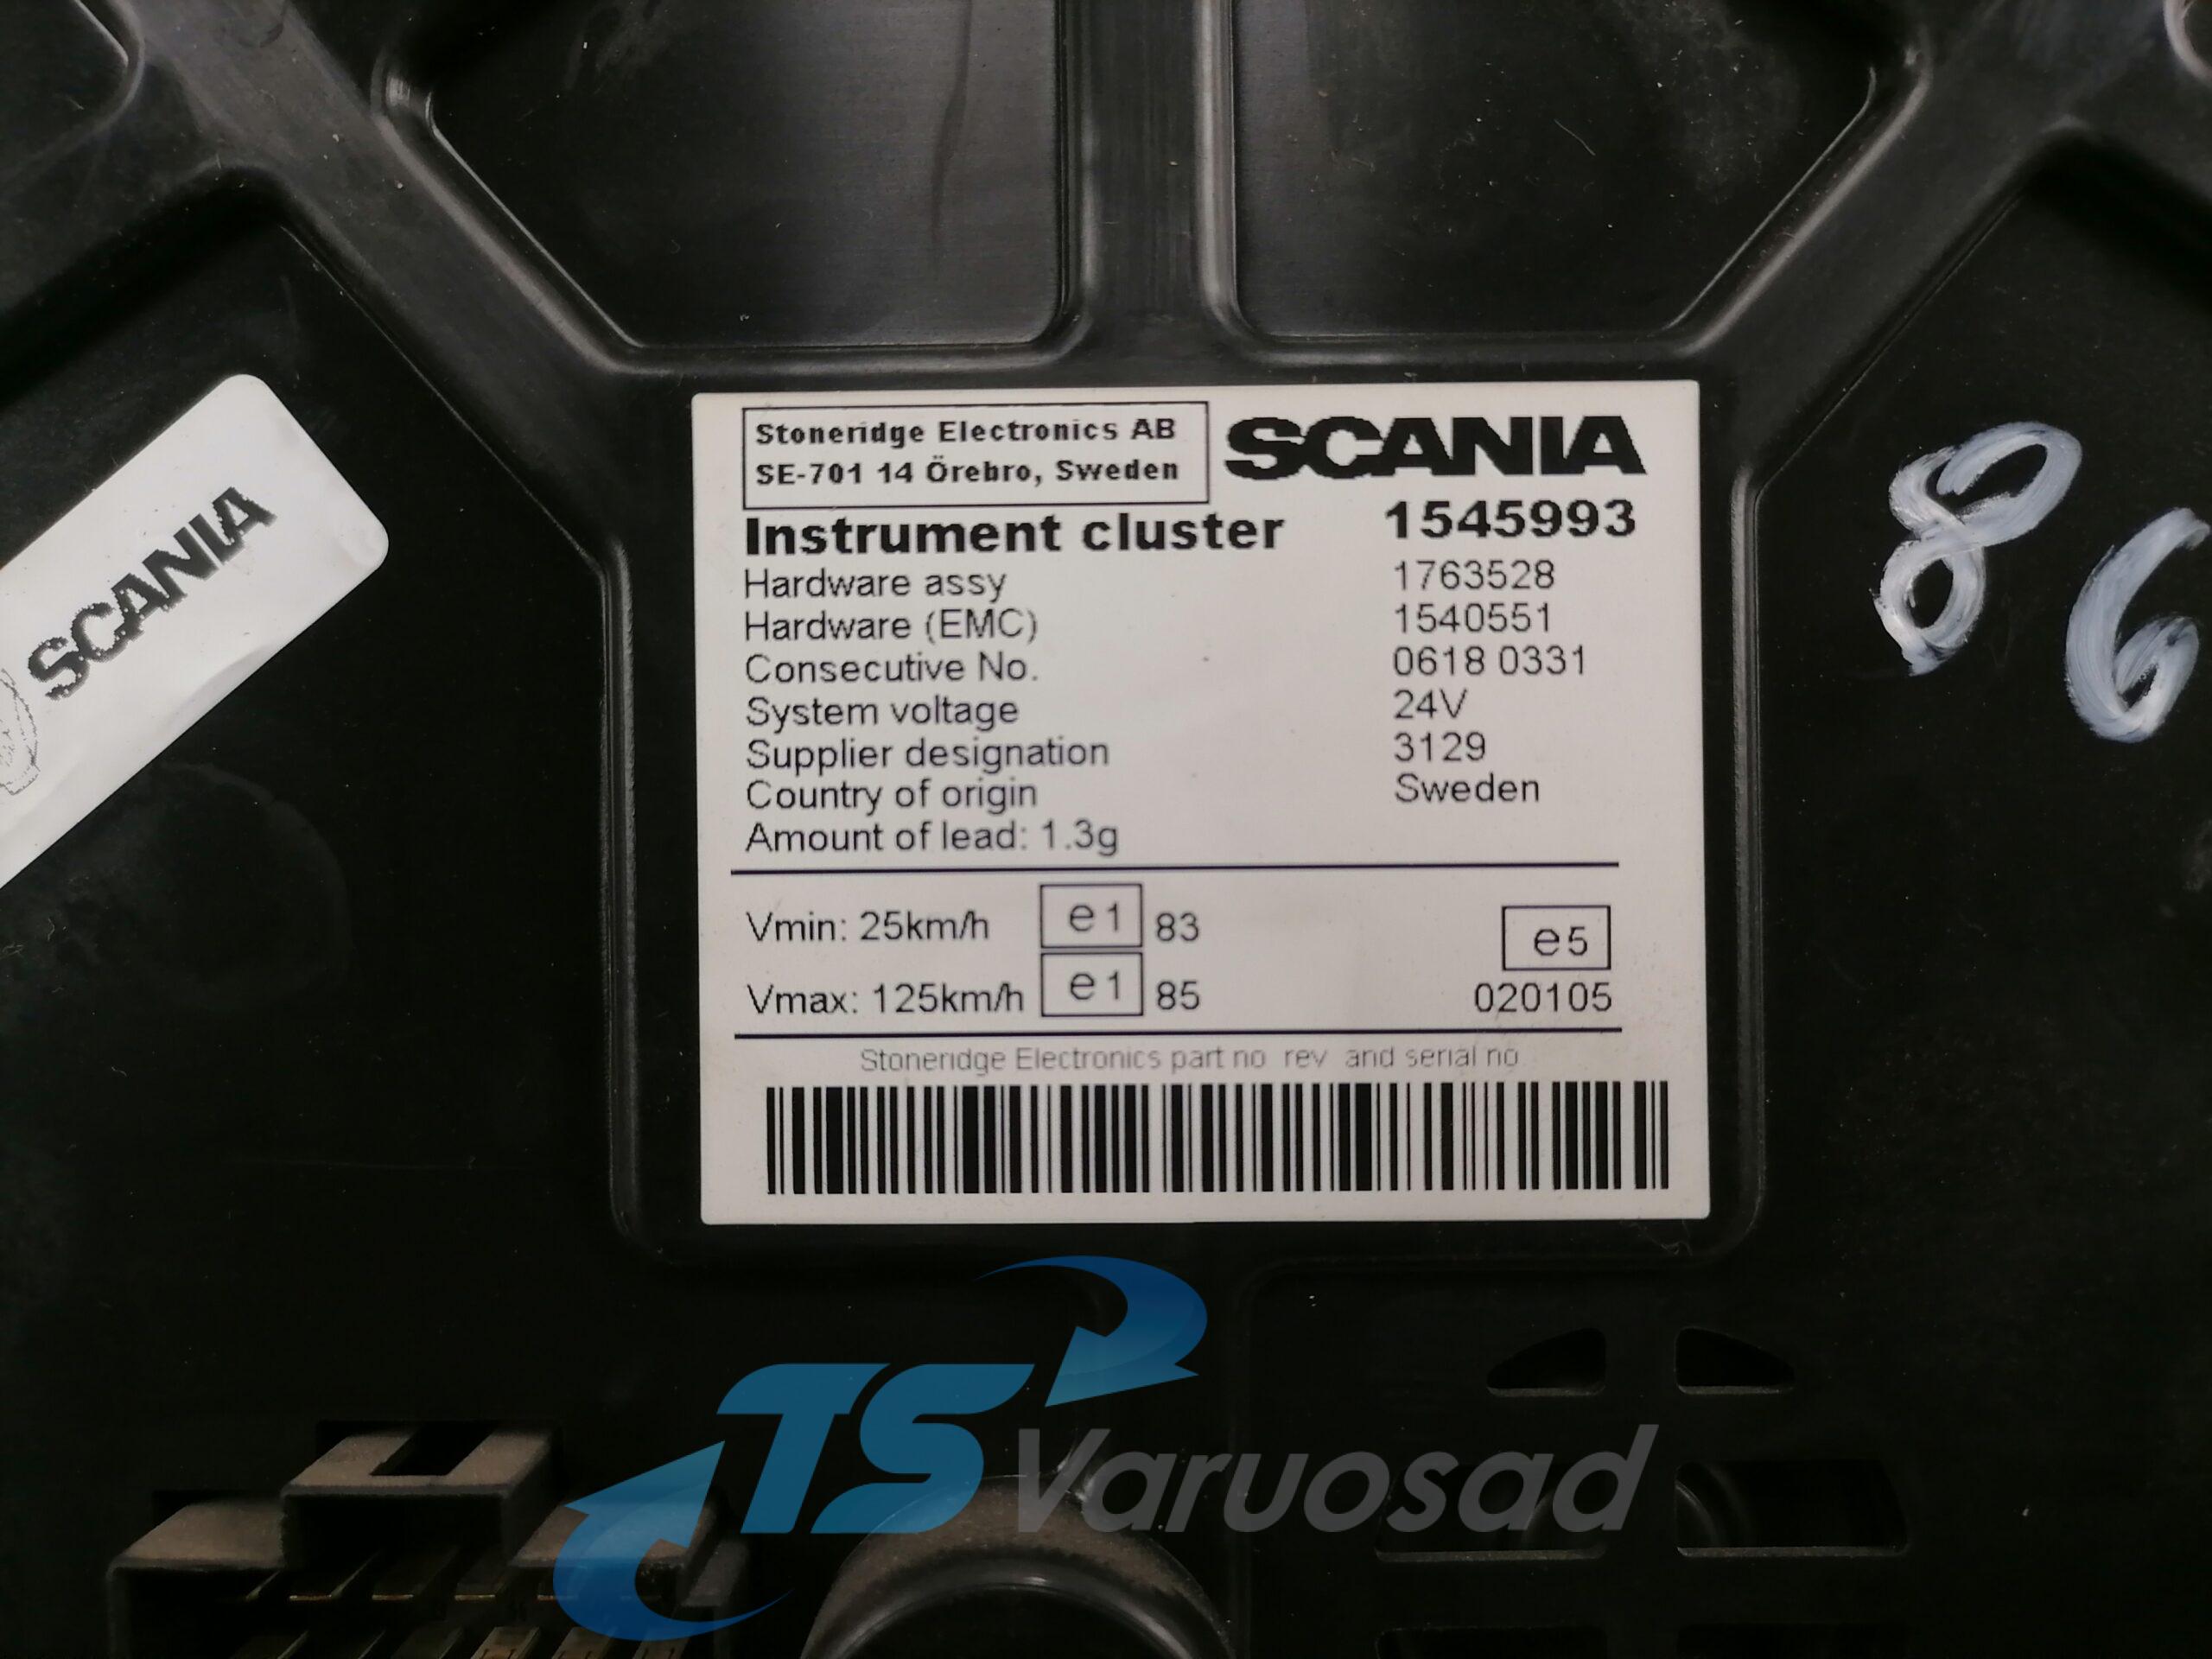 Stoneridge Electronics AB
SE-701 14 Örebro, Sweden
SCANIA
Instrument cluster 1545993
Hardware assy 1763528
Hardware (EMC) 1540551
Consecutive No. 0618 0331
System voltage 24V
Supplier designation 3129
Country of origin Sweden
Amount of lead: 1.3g
Vmin: 25km/h e1 83
e5
Vmax: 125km/h e1 85 020105
Stoneridge Electronics part no rev and serial no
SCANIA
86
TS Varuosad